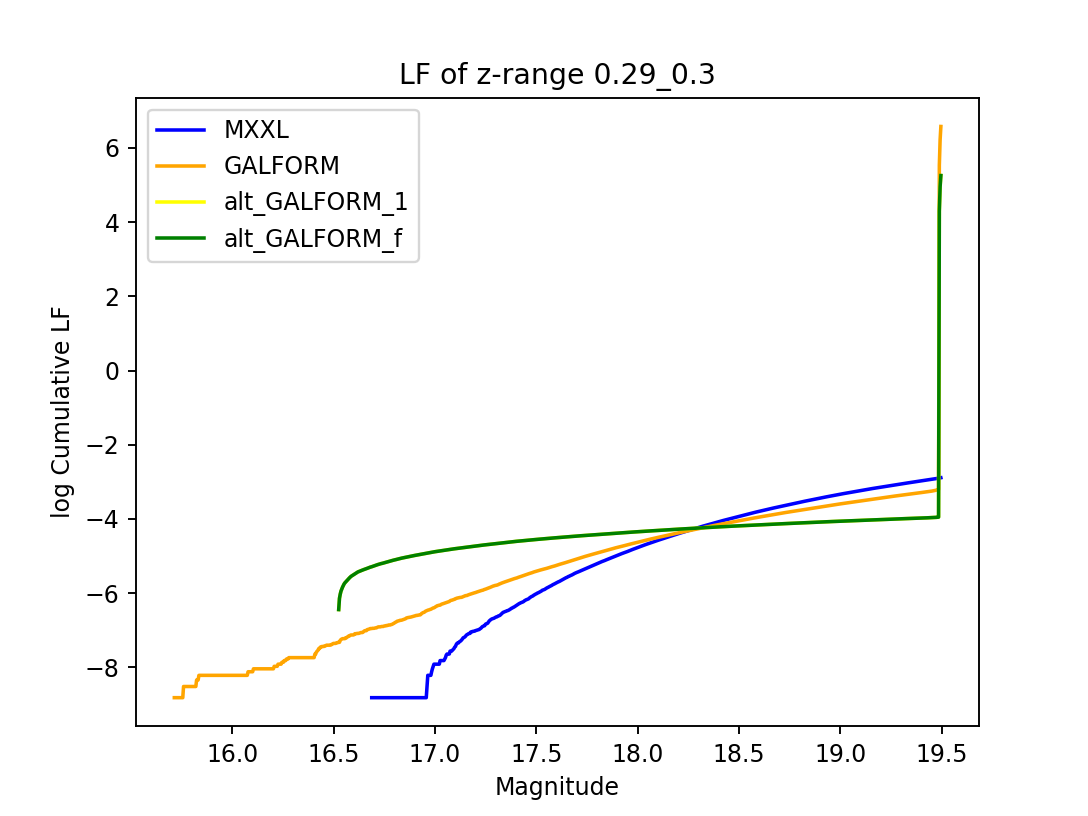 LF of z-range 0.29_0.3
MXXL
GALFORM
alt_GALFORM_1
alt_GALFORM_f
6
4
2
0
−2
−4
−6
−8
log Cumulative LF
16.0 16.5 17.0 17.5 18.0 18.5 19.0 19.5
Magnitude